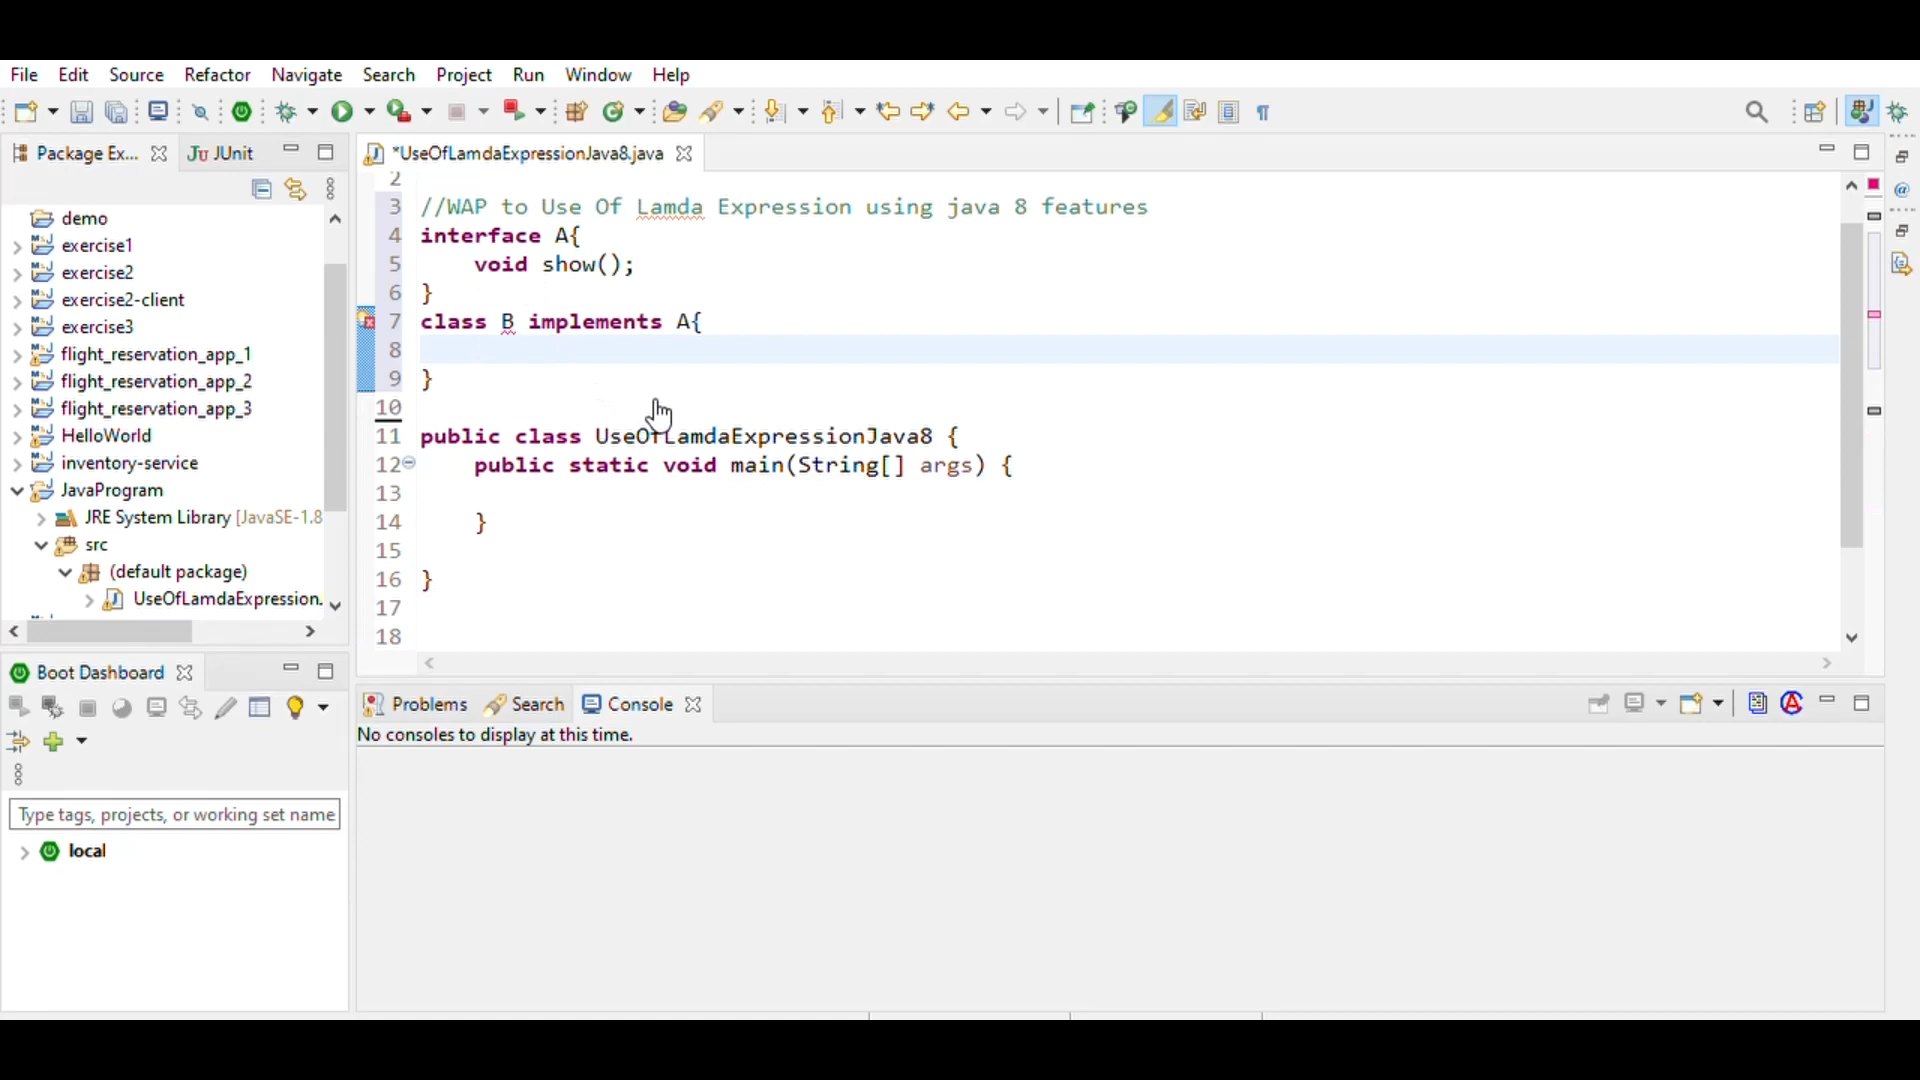 File Edit Source Refactor Navigate Search Project Run Window Help
Package Ex... JUnit
*UseOfLamdaExpressionJava8.java
demo
exercise1
exercise2
exercise2-client
exercise3
flight_reservation_app_1
flight_reservation_app_2
flight_reservation_app_3
HelloWorld
inventory-service
JavaProgram
JRE System Library [JavaSE-1.8
src
(default package)
UseOfLamdaExpression.
2
3 //WAP to Use Of Lamda Expression using java 8 features
4 interface A{
5 void show();
6 }
7 class B implements A{
8
9 }
10
11 public class UseOfLamdaExpressionJava8 {
12 public static void main(String[] args) {
13
14 }
15
16 }
17
18
Boot Dashboard
Type tags, projects, or working set name
local
Problems Search Console
No consoles to display at this time.